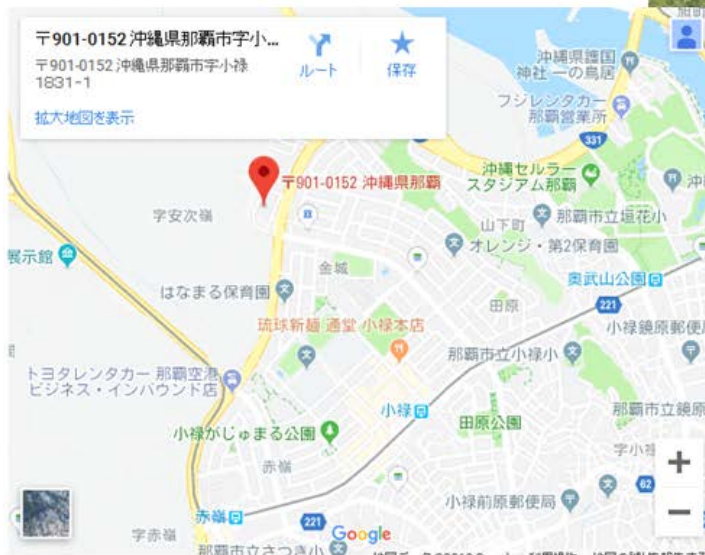 〒901-0152 沖縄県那覇市字小...
〒901-0152 沖縄県那覇市字小禄
1831-1
ルート
保存
拡大地図を表示
沖縄県護国
神社 一の鳥居
フジレンタカー
那覇営業所
331
〒901-0152 沖縄県那覇
沖縄セルラー
スタジアム那覇
沖
字安次嶺
山下町
那覇市立垣花小
オレンジ・第2保育園
展示館
金城
はなまる保育園
奥武山公園
田原
221
琉球新麺 通堂 小禄本店
小禄鏡原郵便局
那覇市立小禄小
トヨタレンタカー 那覇空港
ビジネス・インバウンド店
小禄
田原公園
那覇市立鏡原
小禄がじゅまる公園
字小禄
赤嶺
62
小禄前原郵便局
赤嶺
221
字赤嶺
Google
那覇市立さつき小